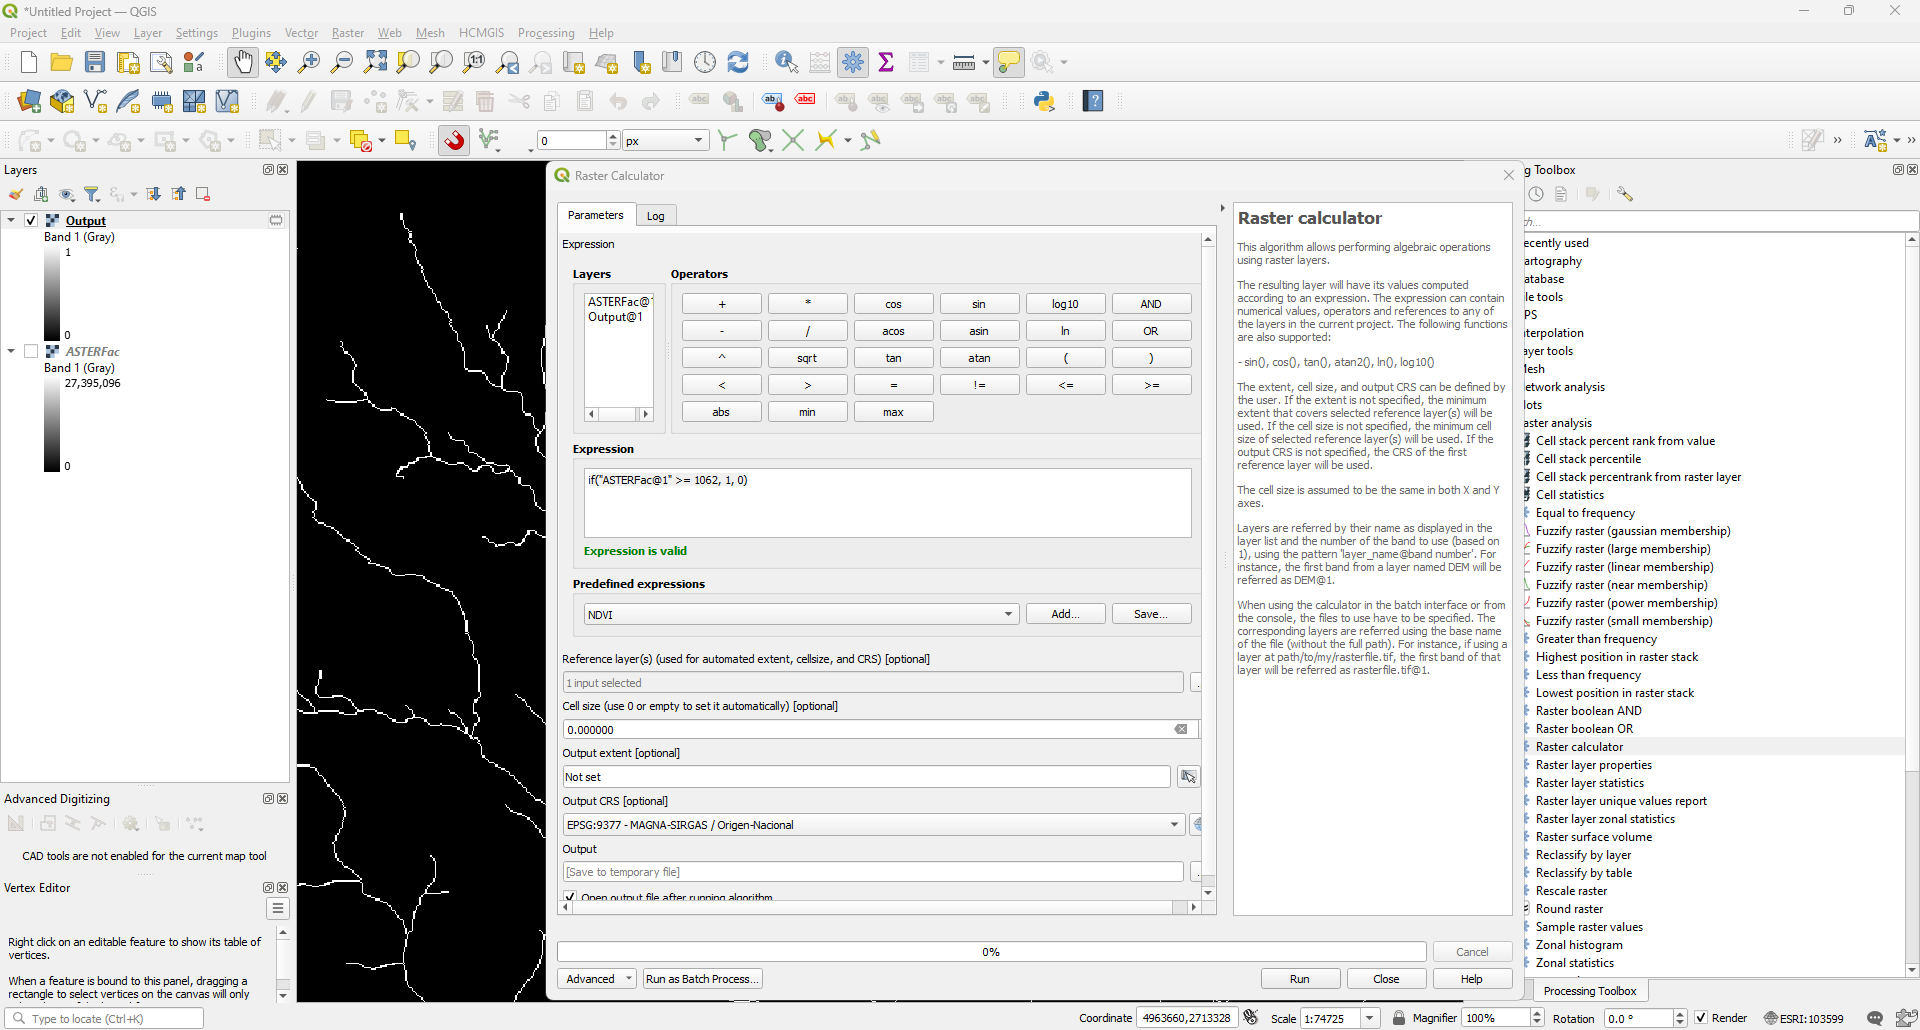 *Untitled Project — QGIS
Project Edit View Layer Settings Plugins Vector Raster Web Mesh HCMGIS Processing Help
0 px
Layers
Output
Band 1 (Gray)
1
0
ASTERFac
Band 1 (Gray)
27,395,096
0
Advanced Digitizing
CAD tools are not enabled for the current map tool
Vertex Editor
Right click on an editable feature to show its table of
vertices.
When a feature is bound to this panel, dragging a
rectangle to select vertices on the canvas will only
Raster Calculator
Parameters Log
Expression
Layers
ASTERFac@1
Output@1
Operators
+ * cos sin log10 AND
- / acos asin ln OR
^ sqrt tan atan ( )
< > = != <= >=
abs min max
Expression
if("ASTERFac@1" >= 1062, 1, 0)
Expression is valid
Predefined expressions
NDVI Add... Save...
Reference layer(s) (used for automated extent, cellsize, and CRS) [optional]
1 input selected
Cell size (use 0 or empty to set it automatically) [optional]
0.000000
Output extent [optional]
Not set
Output CRS [optional]
EPSG:9377 - MAGNA-SIRGAS / Origen-Nacional
Output
[Save to temporary file]
Open output file after running algorithm
0% Cancel
Advanced Run as Batch Process... Run Close Help
Raster calculator
This algorithm allows performing algebraic operations
using raster layers.
The resulting layer will have its values computed
according to an expression. The expression can contain
numerical values, operators and references to any of
the layers in the current project. The following functions
are also supported:
- sin(), cos(), tan(), atan2(), ln(), log10()
The extent, cell size, and output CRS can be defined by
the user. If the extent is not specified, the minimum
extent that covers selected reference layer(s) will be
used. If the cell size is not specified, the minimum cell
size of selected reference layer(s) will be used. If the
output CRS is not specified, the CRS of the first
reference layer will be used.
The cell size is assumed to be the same in both X and Y
axes.
Layers are referred by their name as displayed in the
layer list and the number of the band to use (based on
1), using the pattern 'layer_name@band number'. For
instance, the first band from a layer named DEM will be
referred as DEM@1.
When using the calculator in the batch interface or from
the console, the files to use have to be specified. The
corresponding layers are referred using the base name
of the file (without the full path). For instance, if using a
layer at path/to/my/rasterfile.tif, the first band of that
layer will be referred as rasterfile.tif@1.
g Toolbox
h...
ecently used
artography
atabase
le tools
PS
terpolation
ayer tools
esh
etwork analysis
lots
aster analysis
Cell stack percent rank from value
Cell stack percentile
Cell stack percentrank from raster layer
Cell statistics
Equal to frequency
Fuzzify raster (gaussian membership)
Fuzzify raster (large membership)
Fuzzify raster (linear membership)
Fuzzify raster (near membership)
Fuzzify raster (power membership)
Fuzzify raster (small membership)
Greater than frequency
Highest position in raster stack
Less than frequency
Lowest position in raster stack
Raster boolean AND
Raster boolean OR
Raster calculator
Raster layer properties
Raster layer statistics
Raster layer unique values report
Raster layer zonal statistics
Raster surface volume
Reclassify by layer
Reclassify by table
Rescale raster
Round raster
Sample raster values
Zonal histogram
Zonal statistics
Processing Toolbox
Type to locate (Ctrl+K) Coordinate 4963660,2713328 Scale 1:74725 Magnifier 100% Rotation 0.0 ° Render ESRI:103599